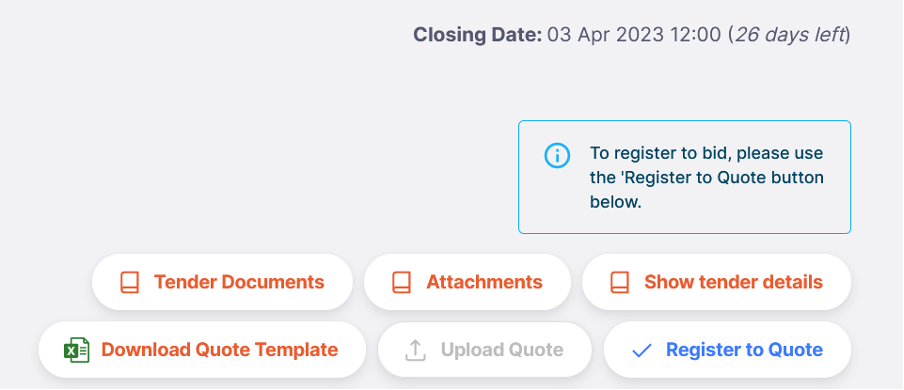 Closing Date: 03 Apr 2023 12:00 (26 days left)
To register to bid, please use
the 'Register to Quote button
below.
Tender Documents
Attachments
Show tender details
Download Quote Template
Upload Quote
Register to Quote